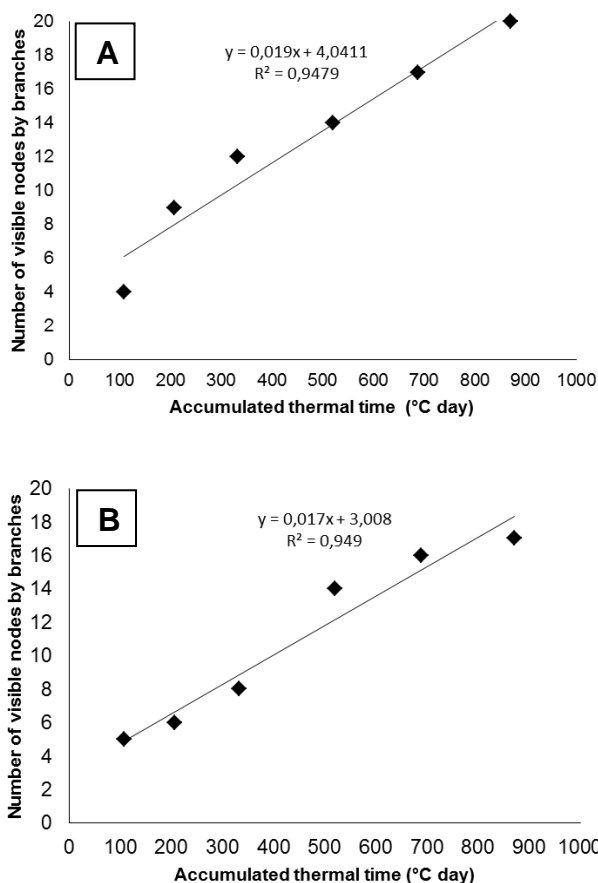 A
y = 0,019x + 4,0411
R² = 0,9479
Number of visible nodes by branches
20
18
16
14
12
10
8
6
4
2
0
0 100 200 300 400 500 600 700 800 900 1000
Accumulated thermal time (°C day)
B
y = 0,017x + 3,008
R² = 0,949
Number of visible nodes by branches
20
18
16
14
12
10
8
6
4
2
0
0 100 200 300 400 500 600 700 800 900 1000
Accumulated thermal time (°C day)